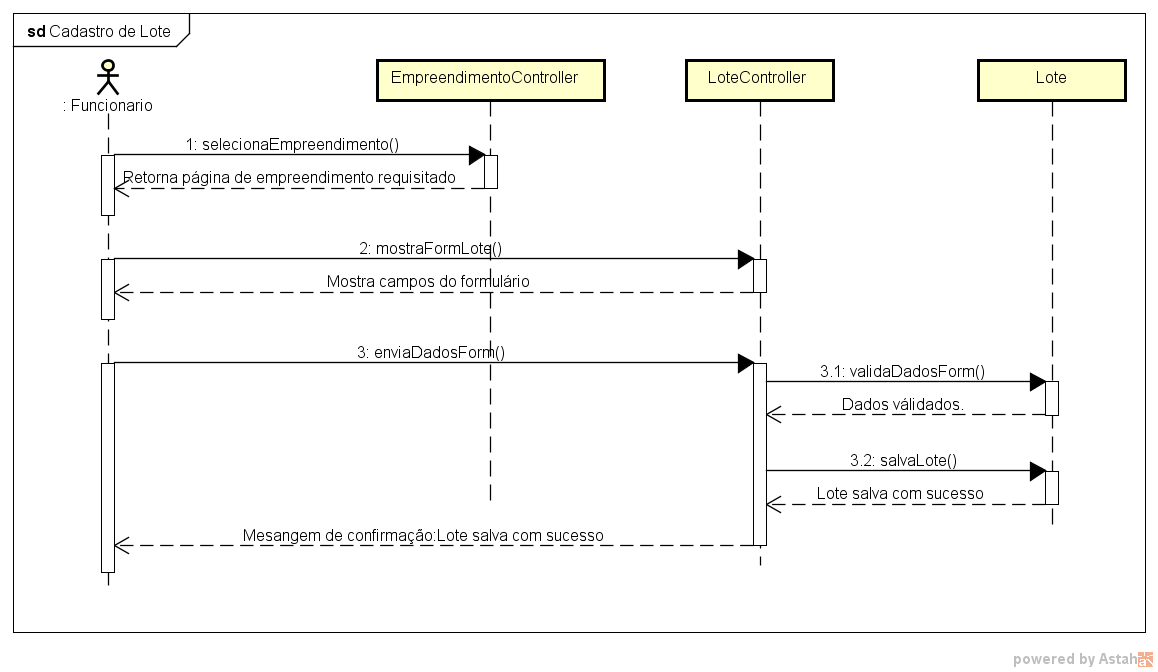 sd Cadastro de Lote
: Funcionario
EmpreendimentoController
LoteController
Lote
1: selecionaEmpreendimento()
Retorna página de empreendimento requisitado
2: mostraFormLote()
Mostra campos do formulário
3: enviaDadosForm()
3.1: validaDadosForm()
Dados válidados.
3.2: salvaLote()
Lote salva com sucesso
Mesangem de confirmação:Lote salva com sucesso
powered by Astah